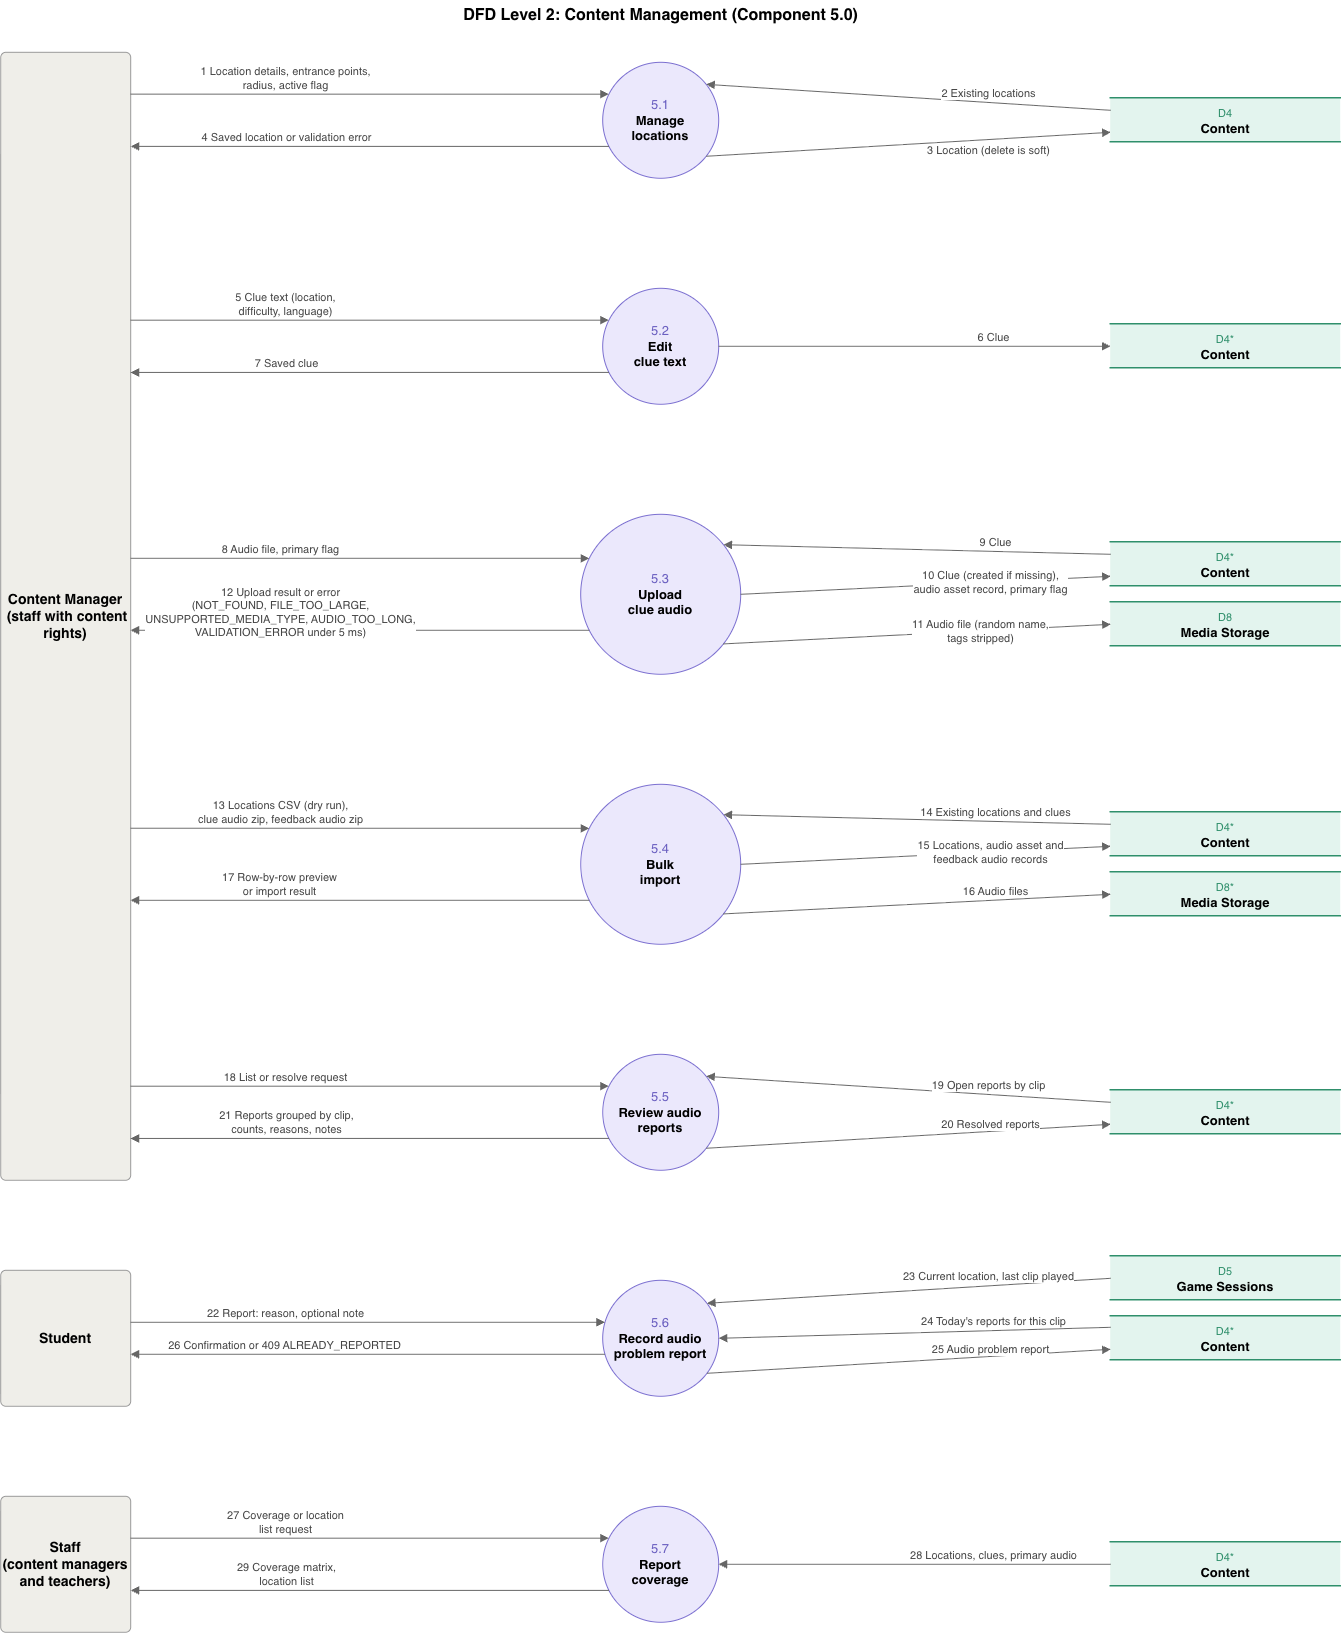 DFD Level 2: Content Management (Component 5.0)
1 Location details, entrance points,
radius, active flag
4 Saved location or validation error
5.1
Manage
locations
2 Existing locations
3 Location (delete is soft)
D4
Content
5 Clue text (location,
difficulty, language)
7 Saved clue
5.2
Edit
clue text
6 Clue
D4*
Content
Content Manager
(staff with content
rights)
8 Audio file, primary flag
12 Upload result or error
(NOT_FOUND, FILE_TOO_LARGE,
UNSUPPORTED_MEDIA_TYPE, AUDIO_TOO_LONG,
VALIDATION_ERROR under 5 ms)
5.3
Upload
clue audio
9 Clue
10 Clue (created if missing),
audio asset record, primary flag
11 Audio file (random name,
tags stripped)
D4*
Content
D8
Media Storage
13 Locations CSV (dry run),
clue audio zip, feedback audio zip
17 Row-by-row preview
or import result
5.4
Bulk
import
14 Existing locations and clues
15 Locations, audio asset and
feedback audio records
16 Audio files
D4*
Content
D8*
Media Storage
18 List or resolve request
21 Reports grouped by clip,
counts, reasons, notes
5.5
Review audio
reports
19 Open reports by clip
20 Resolved reports
D4*
Content
Student
22 Report: reason, optional note
26 Confirmation or 409 ALREADY_REPORTED
5.6
Record audio
problem report
23 Current location, last clip played
24 Today's reports for this clip
25 Audio problem report
D5
Game Sessions
D4*
Content
Staff
(content managers
and teachers)
27 Coverage or location
list request
29 Coverage matrix,
location list
5.7
Report
coverage
28 Locations, clues, primary audio
D4*
Content